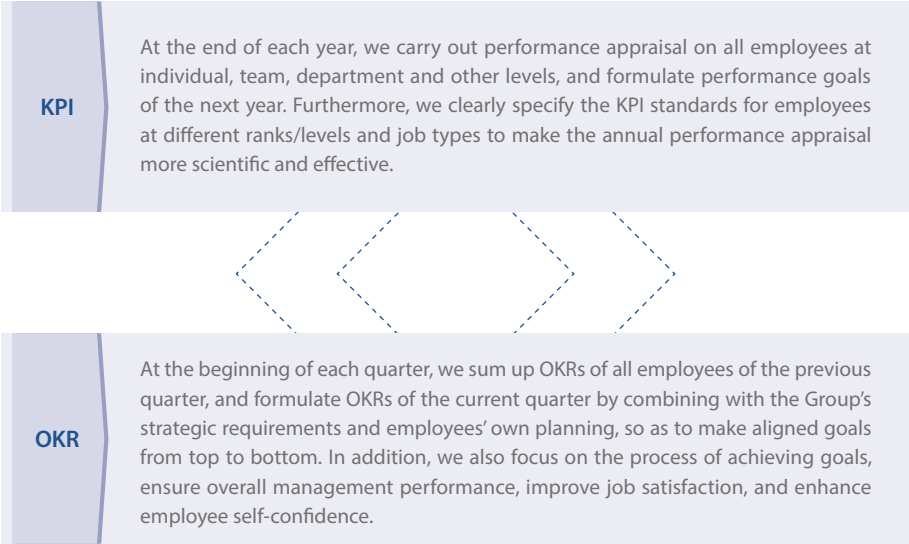 KPI
At the end of each year, we carry out performance appraisal on all employees at
individual, team, department and other levels, and formulate performance goals
of the next year. Furthermore, we clearly specify the KPI standards for employees
at different ranks/levels and job types to make the annual performance appraisal
more scientific and effective.
OKR
At the beginning of each quarter, we sum up OKRs of all employees of the previous
quarter, and formulate OKRs of the current quarter by combining with the Group’s
strategic requirements and employees’ own planning, so as to make aligned goals
from top to bottom. In addition, we also focus on the process of achieving goals,
ensure overall management performance, improve job satisfaction, and enhance
employee self-confidence.